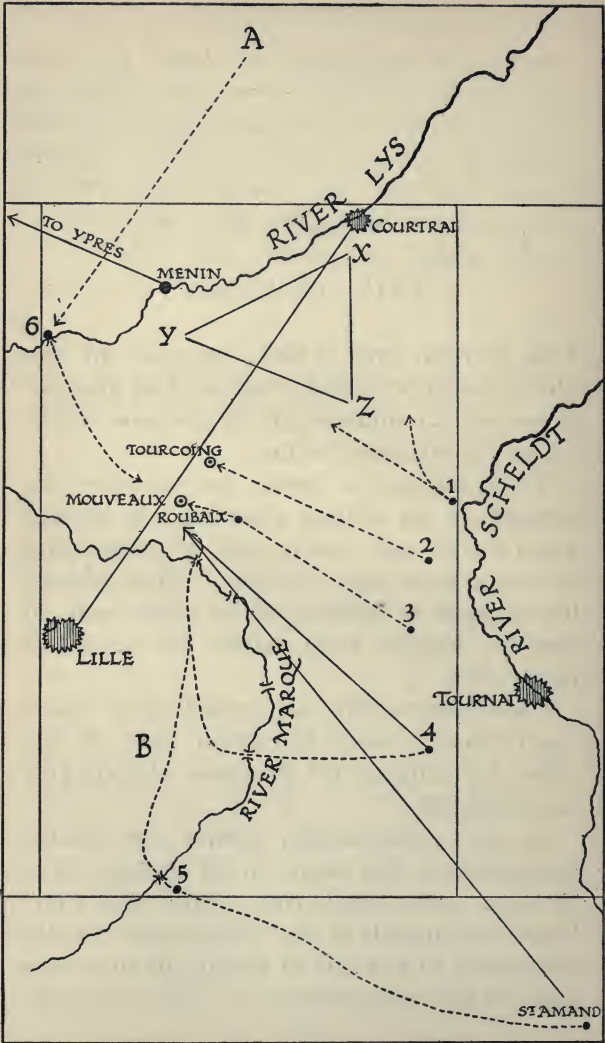 A
RIVER LYS
COURTRAI
TO YPRES
MENIN
X
6
Y
Z
TOURCOING
1
RIVER SCHELDT
MOUVEAUX
ROUBAIX
2
3
LILLE
RIVER MARQUE
TOURNAI
B
4
5
ST AMAND